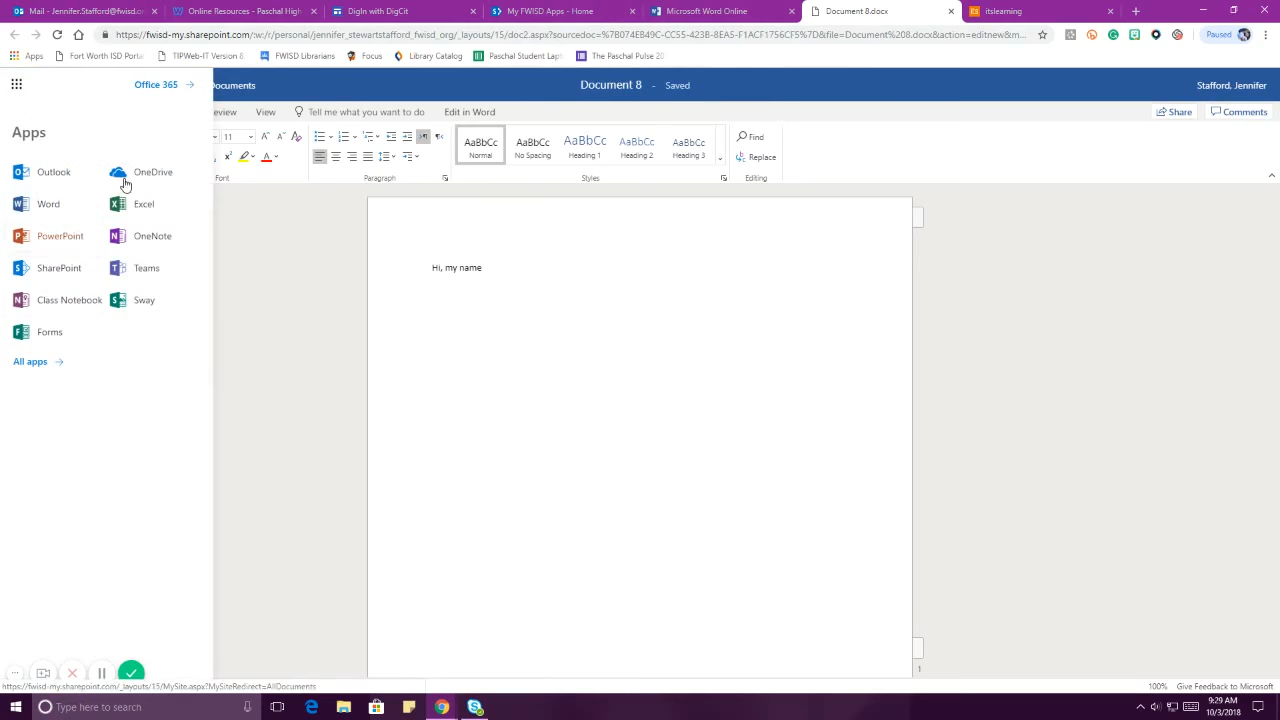 Mail - Jennifer.Stafford@fwisd.or
Online Resources - Paschal High
DigIn with DigCit
My FWISD Apps - Home
Microsoft Word Online
Document 8.docx
itslearning
https://fwisd-my.sharepoint.com/:w:/r/personal/jennifer_stewartstafford_fwisd_org/_layouts/15/doc2.aspx?sourcedoc=%7B074E849C-CC55-423B-8EA5-F1ACF1756CF5%7D&file=Document%208.docx&action=editnew&m...
Paused
Apps
Fort Worth ISD Porta
TIPWeb-IT Version 8.
FWISD Librarians
Focus
Library Catalog
Paschal Student Lapt
The Paschal Pulse 20
Office 365 →
Documents
Document 8 - Saved
Stafford, Jennifer
eview
View
Tell me what you want to do
Edit in Word
Share
Comments
Apps
11
AaBbCc
Normal
AaBbCc
No Spacing
AaBbCc
Heading 1
AaBbCc
Heading 2
AaBbCc
Heading 3
Find
Replace
Font
Paragraph
Styles
Editing
Outlook
OneDrive
Word
Excel
PowerPoint
OneNote
SharePoint
Teams
Class Notebook
Sway
Forms
All apps →
Hi, my name
1
https://fwisd-my.sharepoint.com/_layouts/15/MySite.aspx?MySiteRedirect=AllDocuments
100%
Give Feedback to Microsoft
Type here to search
9:29 AM
10/3/2018